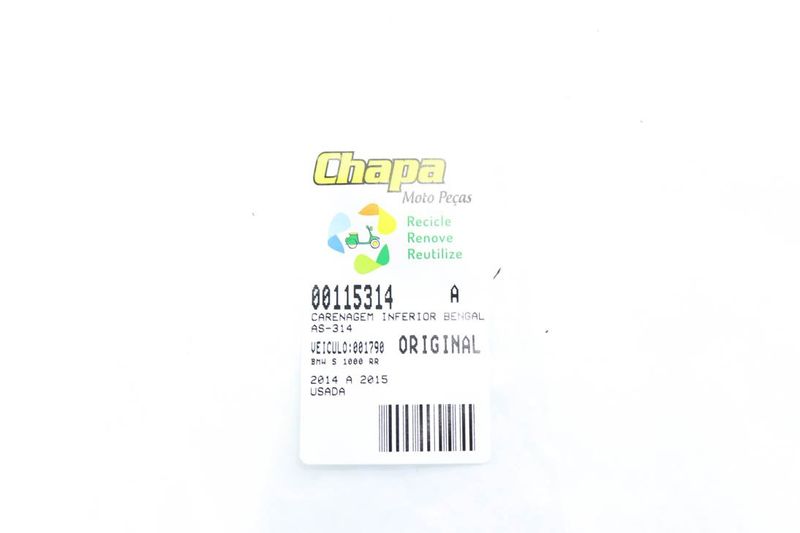 Chapa
Moto Peças
Recicle
Renove
Reutilize
00115314 A
CARENAGEM INFERIOR BENGAL
AS-314
VEICULO:001790 ORIGINAL
BMW S 1000 RR
2014 A 2015
USADA